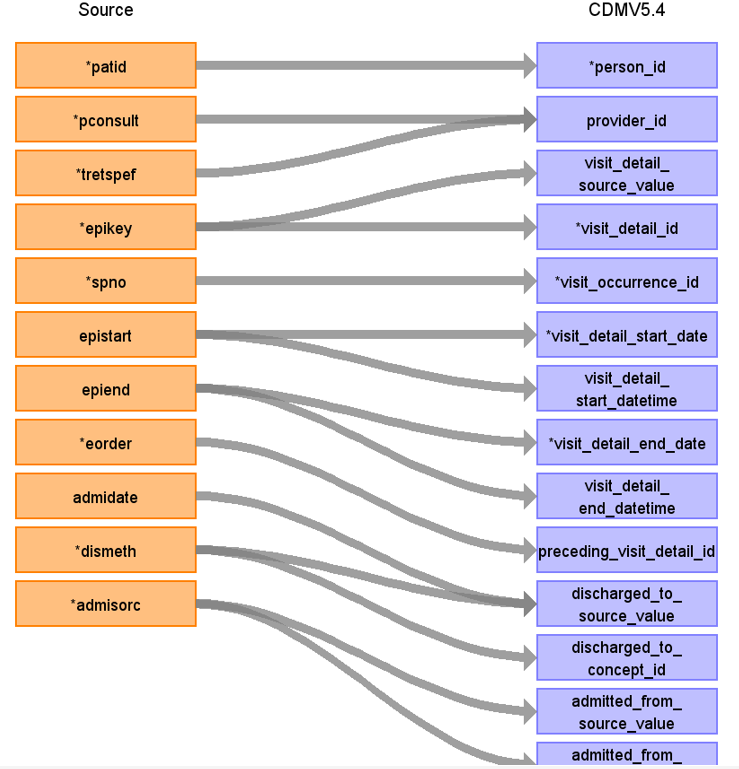 Source
CDMV5.4
*patid
*person_id
*pconsult
provider_id
*tretspef
visit_detail_
source_value
*epikey
*visit_detail_id
*spno
*visit_occurrence_id
epistart
*visit_detail_start_date
epiend
visit_detail_
start_datetime
*eorder
*visit_detail_end_date
admidate
visit_detail_
end_datetime
*dismeth
preceding_visit_detail_id
*admisorc
discharged_to_
source_value
discharged_to_
concept_id
admitted_from_
source_value
admitted_from_